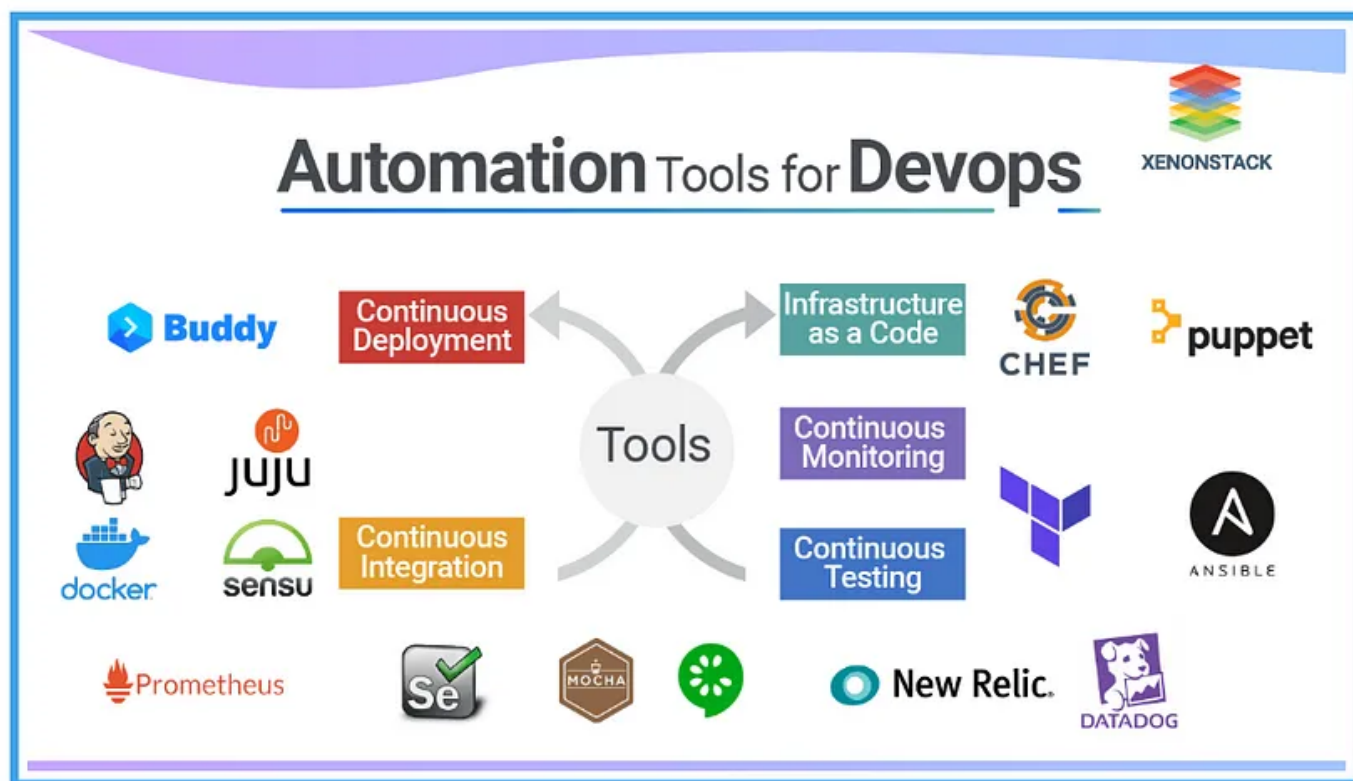 XENONSTACK
Automation Tools for Devops
Buddy
Continuous
Deployment
Infrastructure
as a Code
CHEF
puppet
JUJU
Tools
Continuous
Monitoring
docker
sensu
Continuous
Integration
Continuous
Testing
ANSIBLE
Prometheus
Se
MOCHA
New Relic.
DATADOG